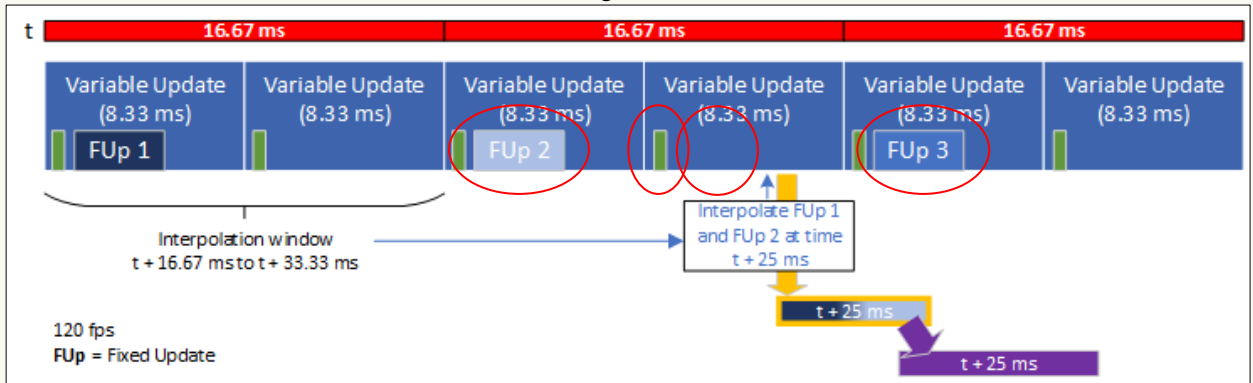 t
16.67 ms
16.67 ms
16.67 ms
Variable Update
(8.33 ms)
Variable Update
(8.33 ms)
Variable Update
(8.33 ms)
Variable Update
(8.33 ms)
Variable Update
(8.33 ms)
Variable Update
(8.33 ms)
FUp 1
FUp 2
FUp 3
Interpolation window
t + 16.67 ms to t + 33.33 ms
Interpolate FUp 1
and FUp 2 at time
t + 25 ms
t + 25 ms
t + 25 ms
120 fps
FUp = Fixed Update